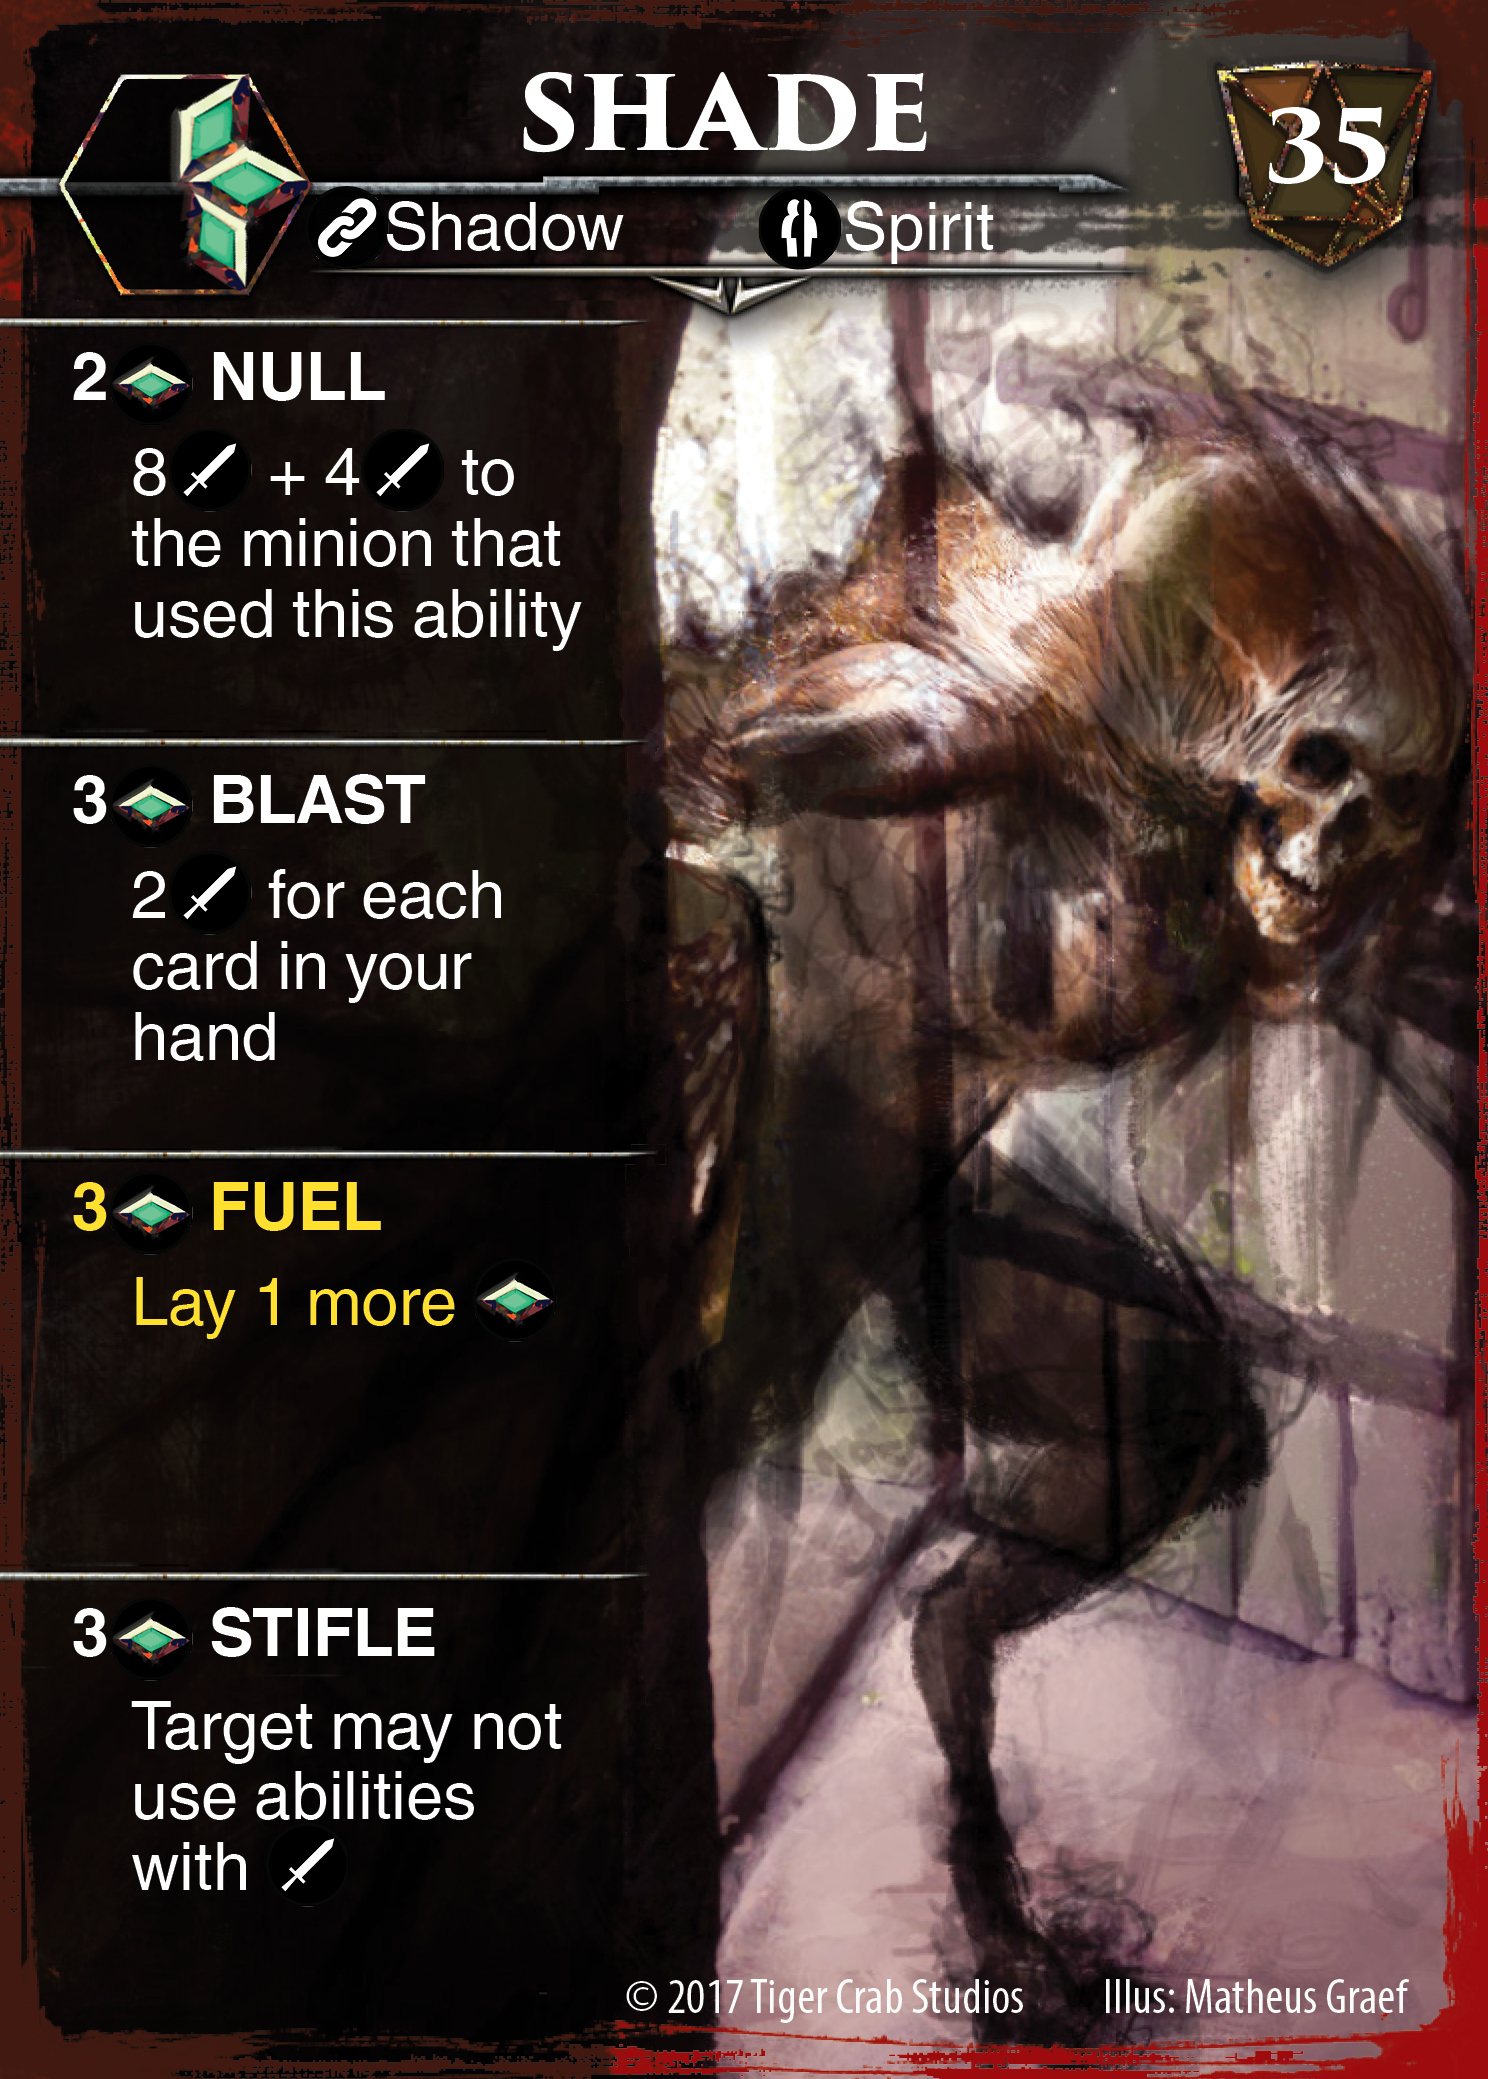 SHADE
35
Shadow Spirit
2 NULL
8 + 4 to
the minion that
used this ability
3 BLAST
2 for each
card in your
hand
3 FUEL
Lay 1 more
3 STIFLE
Target may not
use abilities
with
© 2017 Tiger Crab Studios Illus: Matheus Graef